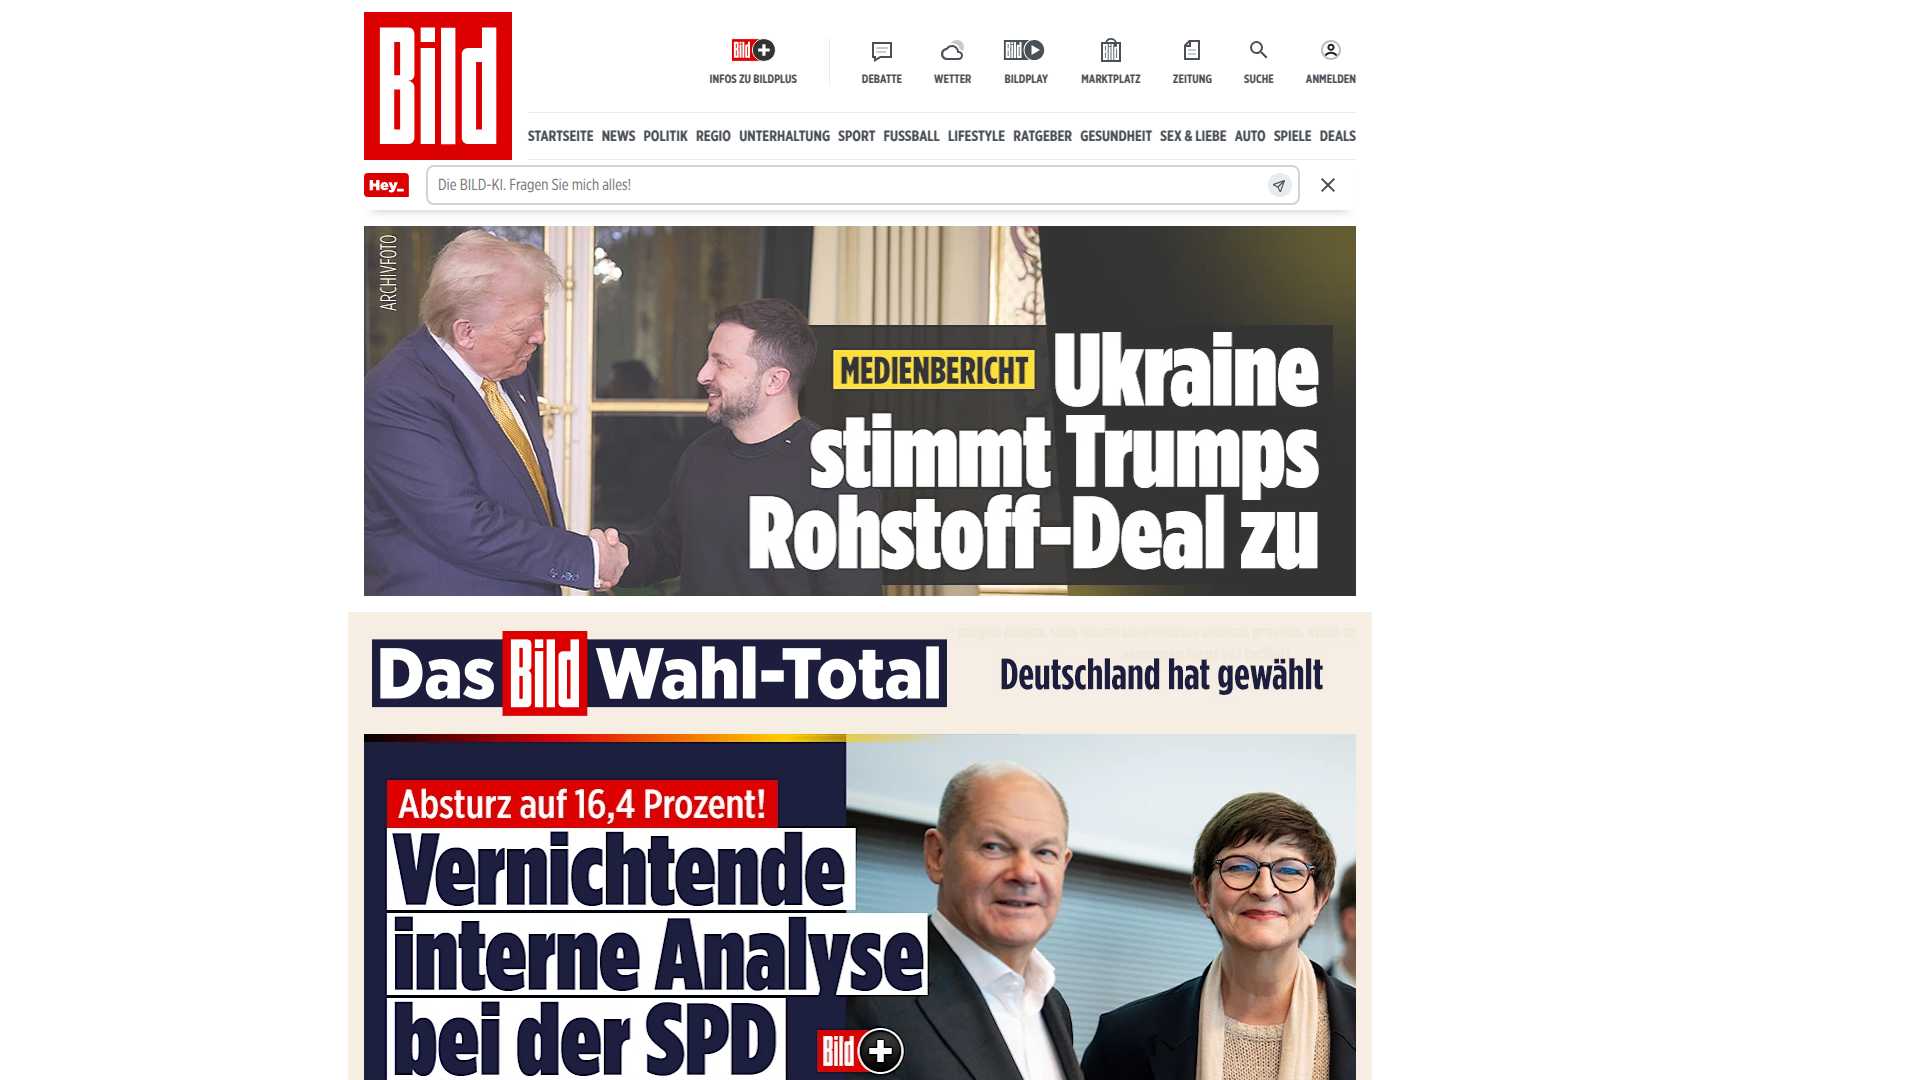 Bild
Bild +
INFOS ZU BILDPLUS
DEBATTE
WETTER
Bild
BILDPLAY
Bild
MARKTPLATZ
ZEITUNG
SUCHE
ANMELDEN
STARTSEITE NEWS POLITIK REGIO UNTERHALTUNG SPORT FUSSBALL LIFESTYLE RATGEBER GESUNDHEIT SEX & LIEBE AUTO SPIELE DEALS
Hey_
Die BILD-KI. Fragen Sie mich alles!
ARCHIVFOTO
MEDIENBERICHT Ukraine
stimmt Trumps
Rohstoff-Deal zu
Das Bild Wahl-Total
Deutschland hat gewählt
Absturz auf 16,4 Prozent!
Vernichtende
interne Analyse
bei der SPD
Bild +